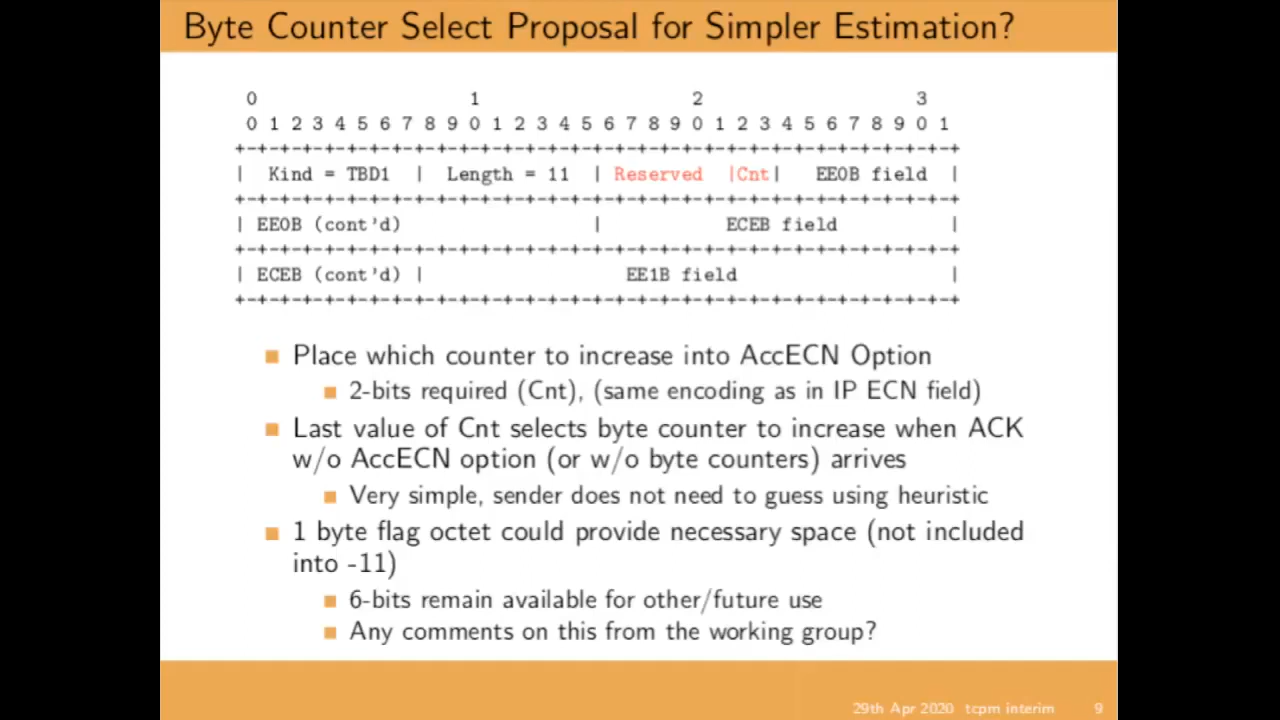 Byte Counter Select Proposal for Simpler Estimation?
0                   1                   2                   3
0 1 2 3 4 5 6 7 8 9 0 1 2 3 4 5 6 7 8 9 0 1 2 3 4 5 6 7 8 9 0 1
+-+-+-+-+-+-+-+-+-+-+-+-+-+-+-+-+-+-+-+-+-+-+-+-+-+-+-+-+-+-+-+-+
|  Kind = TBD1  |  Length = 11  | Reserved  |Cnt|   EE0B field  |
+-+-+-+-+-+-+-+-+-+-+-+-+-+-+-+-+-+-+-+-+-+-+-+-+-+-+-+-+-+-+-+-+
| EE0B (cont'd)                 |           ECEB field          |
+-+-+-+-+-+-+-+-+-+-+-+-+-+-+-+-+-+-+-+-+-+-+-+-+-+-+-+-+-+-+-+-+
| ECEB (cont'd) |                  EE1B field                   |
+-+-+-+-+-+-+-+-+-+-+-+-+-+-+-+-+-+-+-+-+-+-+-+-+-+-+-+-+-+-+-+-+
Place which counter to increase into AccECN Option
2-bits required (Cnt), (same encoding as in IP ECN field)
Last value of Cnt selects byte counter to increase when ACK
w/o AccECN option (or w/o byte counters) arrives
Very simple, sender does not need to guess using heuristic
1 byte flag octet could provide necessary space (not included
into -11)
6-bits remain available for other/future use
Any comments on this from the working group?
29th Apr 2020 tcpm interim 9